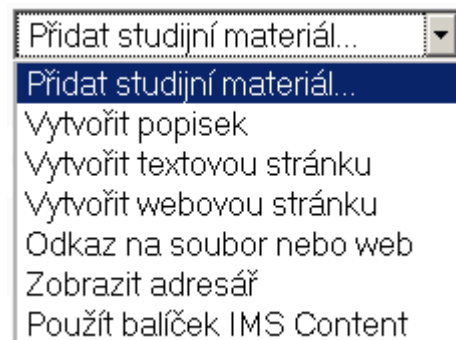 Přidat studijní materiál...
Přidat studijní materiál...
Vytvořit popisek
Vytvořit textovou stránku
Vytvořit webovou stránku
Odkaz na soubor nebo web
Zobrazit adresář
Použít balíček IMS Content